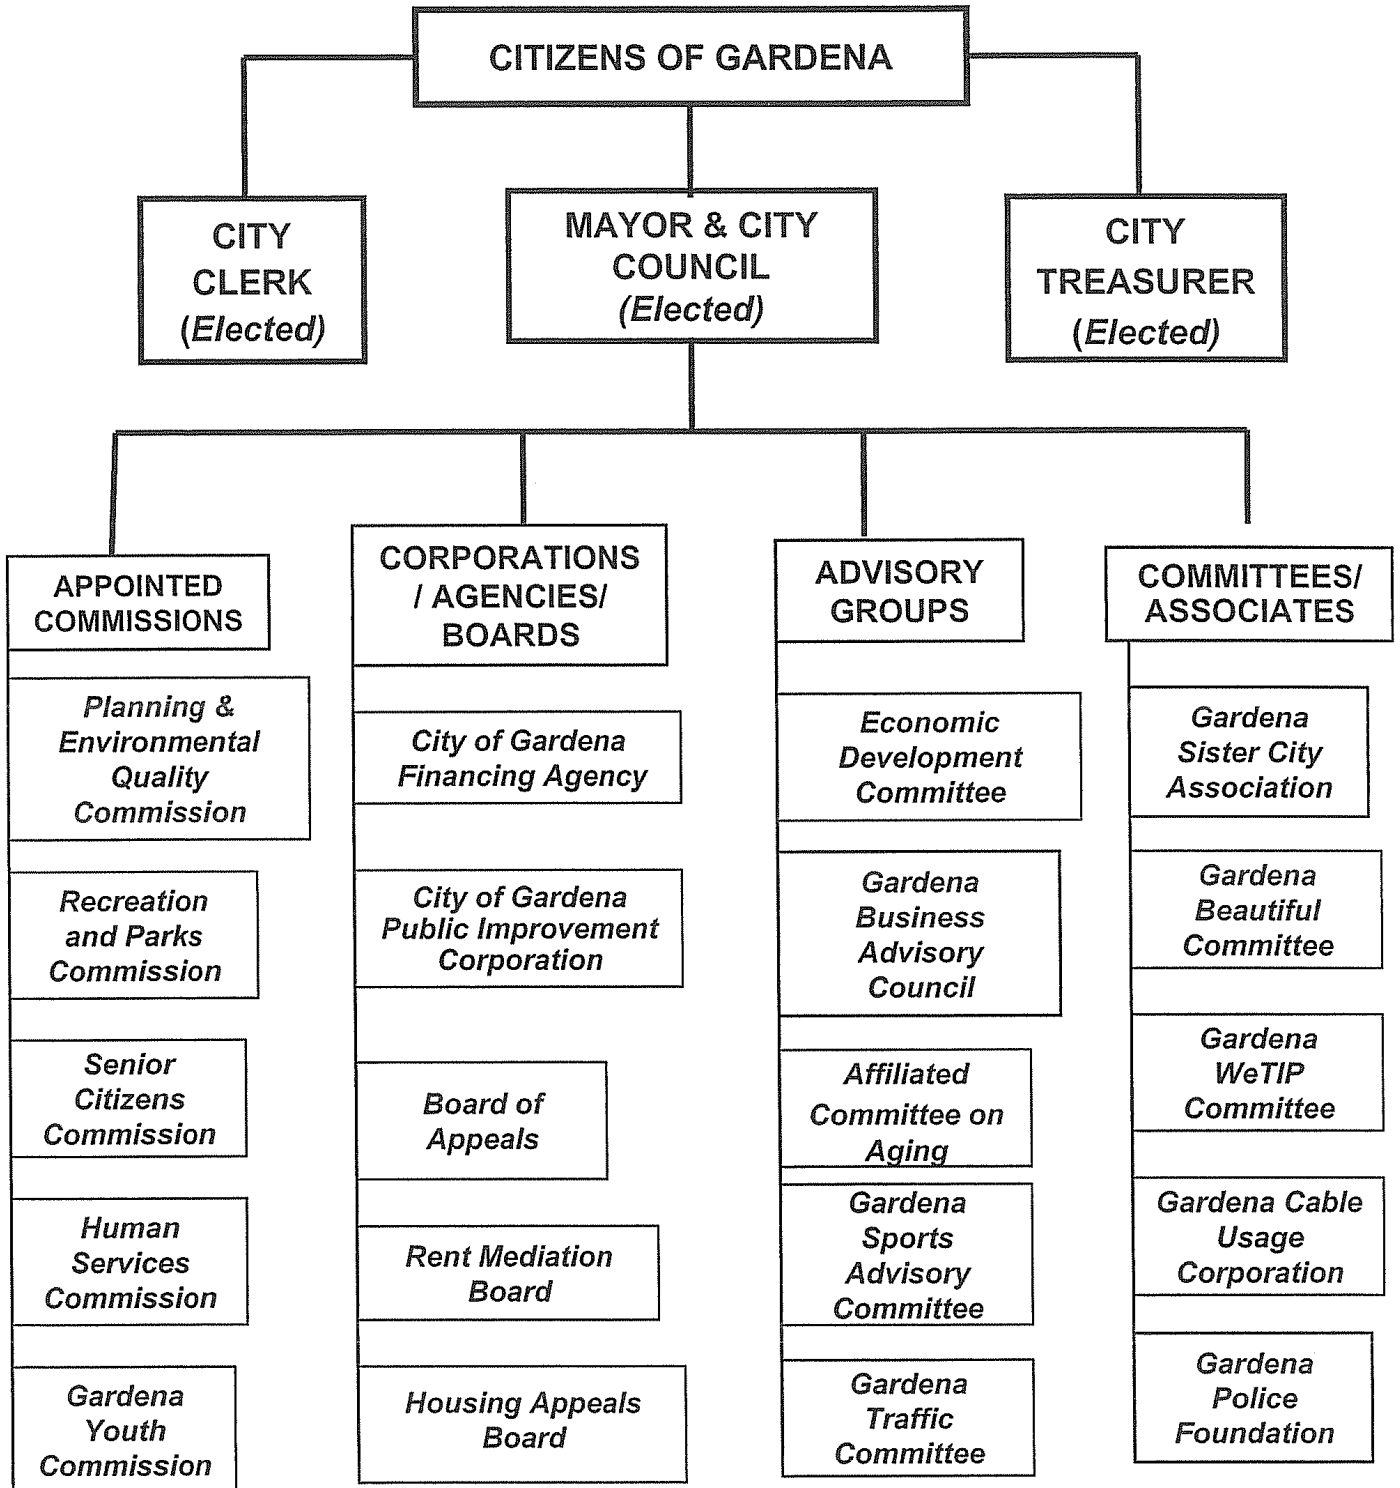 CITIZENS OF GARDENA
CITY
CLERK
(Elected)
MAYOR & CITY
COUNCIL
(Elected)
CITY
TREASURER
(Elected)
APPOINTED
COMMISSIONS
Planning &
Environmental
Quality
Commission
Recreation
and Parks
Commission
Senior
Citizens
Commission
Human
Services
Commission
Gardena
Youth
Commission
CORPORATIONS
/ AGENCIES/
BOARDS
City of Gardena
Financing Agency
City of Gardena
Public Improvement
Corporation
Board of
Appeals
Rent Mediation
Board
Housing Appeals
Board
ADVISORY
GROUPS
Economic
Development
Committee
Gardena
Business
Advisory
Council
Affiliated
Committee on
Aging
Gardena
Sports
Advisory
Committee
Gardena
Traffic
Committee
COMMITTEES/
ASSOCIATES
Gardena
Sister City
Association
Gardena
Beautiful
Committee
Gardena
WeTIP
Committee
Gardena Cable
Usage
Corporation
Gardena
Police
Foundation